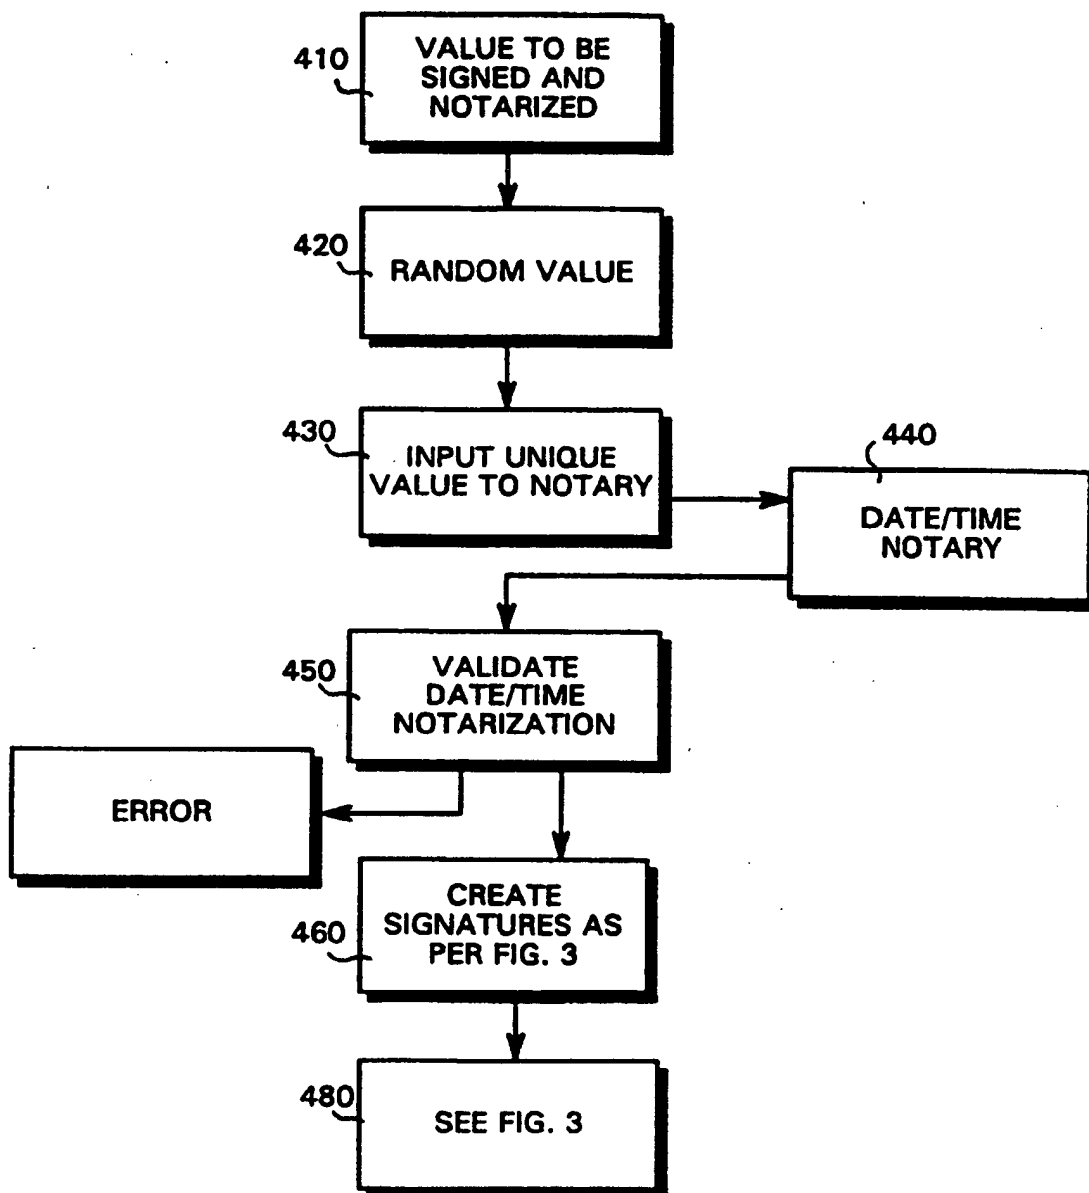 410
VALUE TO BE
SIGNED AND
NOTARIZED
420
RANDOM VALUE
430
INPUT UNIQUE
VALUE TO NOTARY
440
DATE/TIME
NOTARY
450
VALIDATE
DATE/TIME
NOTARIZATION
ERROR
460
CREATE
SIGNATURES AS
PER FIG. 3
480
SEE FIG. 3